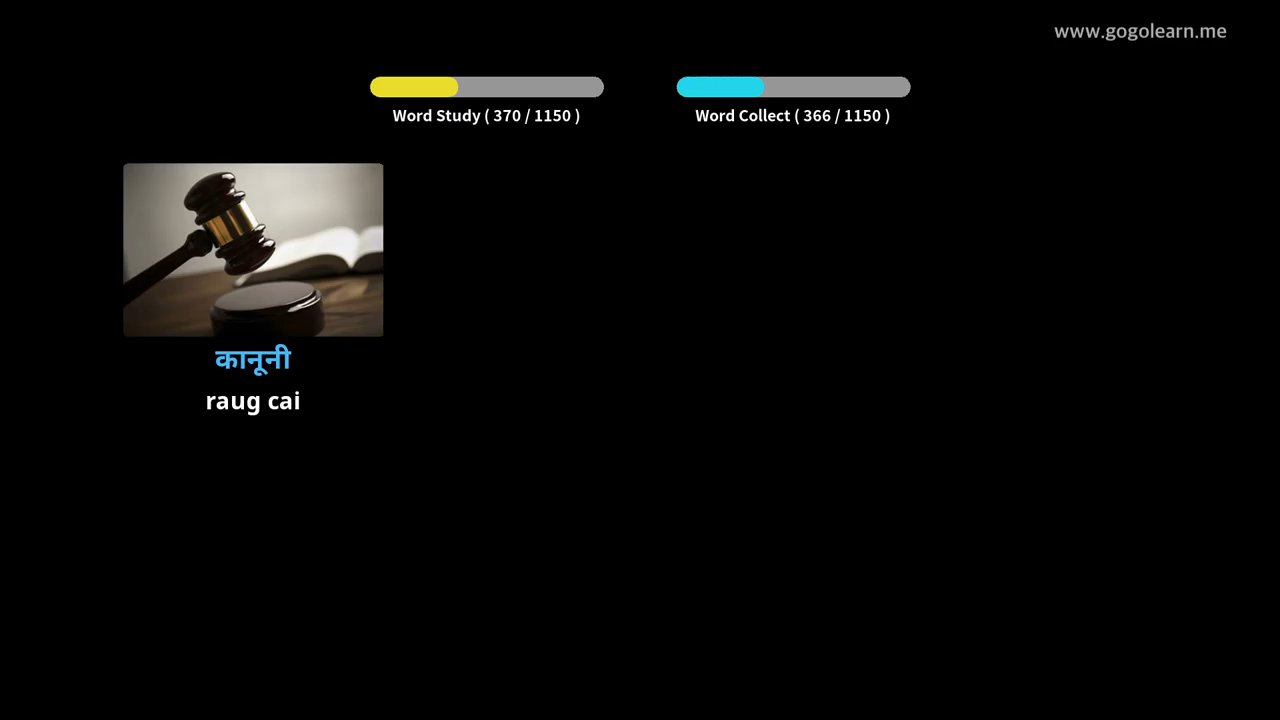 www.gogolearn.me
Word Study ( 370 / 1150 )
Word Collect ( 366 / 1150 )
कानूनी
raug cai